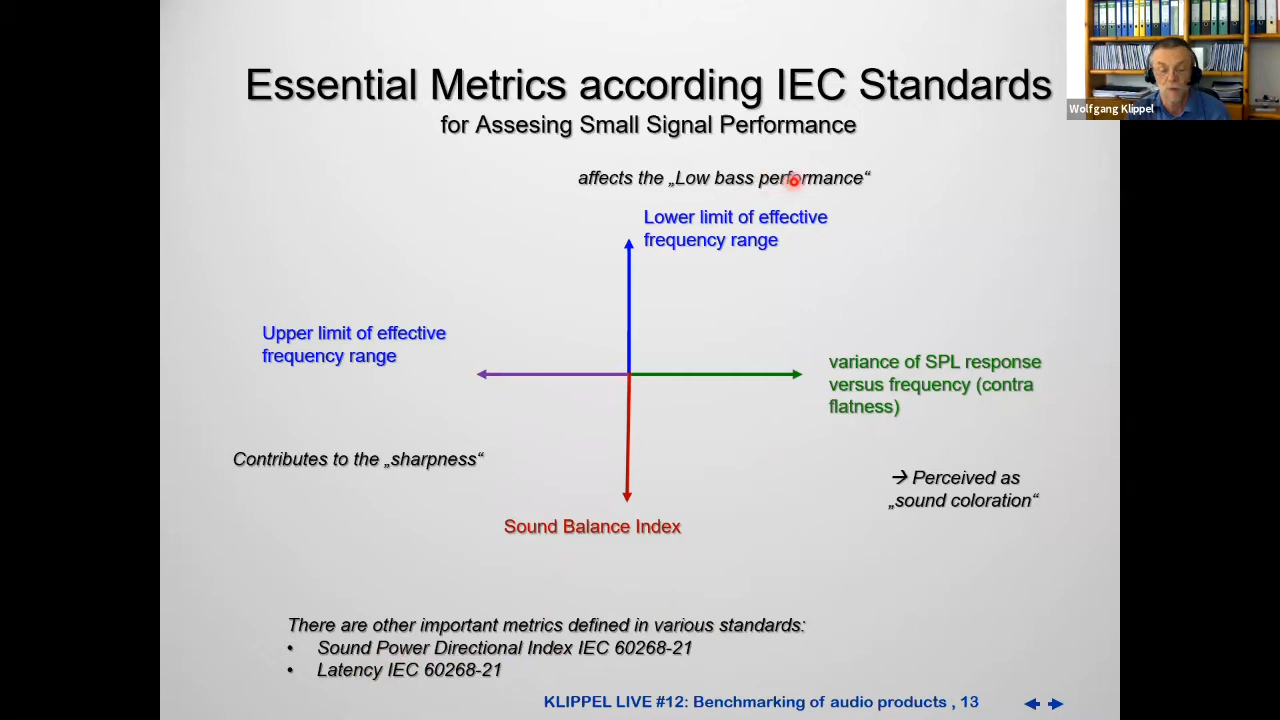 Essential Metrics according IEC Standards
for Assesing Small Signal Performance
Wolfgang Klippel
affects the „Low bass performance“
Lower limit of effective
frequency range
Upper limit of effective
frequency range
variance of SPL response
versus frequency (contra
flatness)
Contributes to the „sharpness“
→ Perceived as
„sound coloration“
Sound Balance Index
There are other important metrics defined in various standards:
• Sound Power Directional Index IEC 60268-21
• Latency IEC 60268-21
KLIPPEL LIVE #12: Benchmarking of audio products , 13